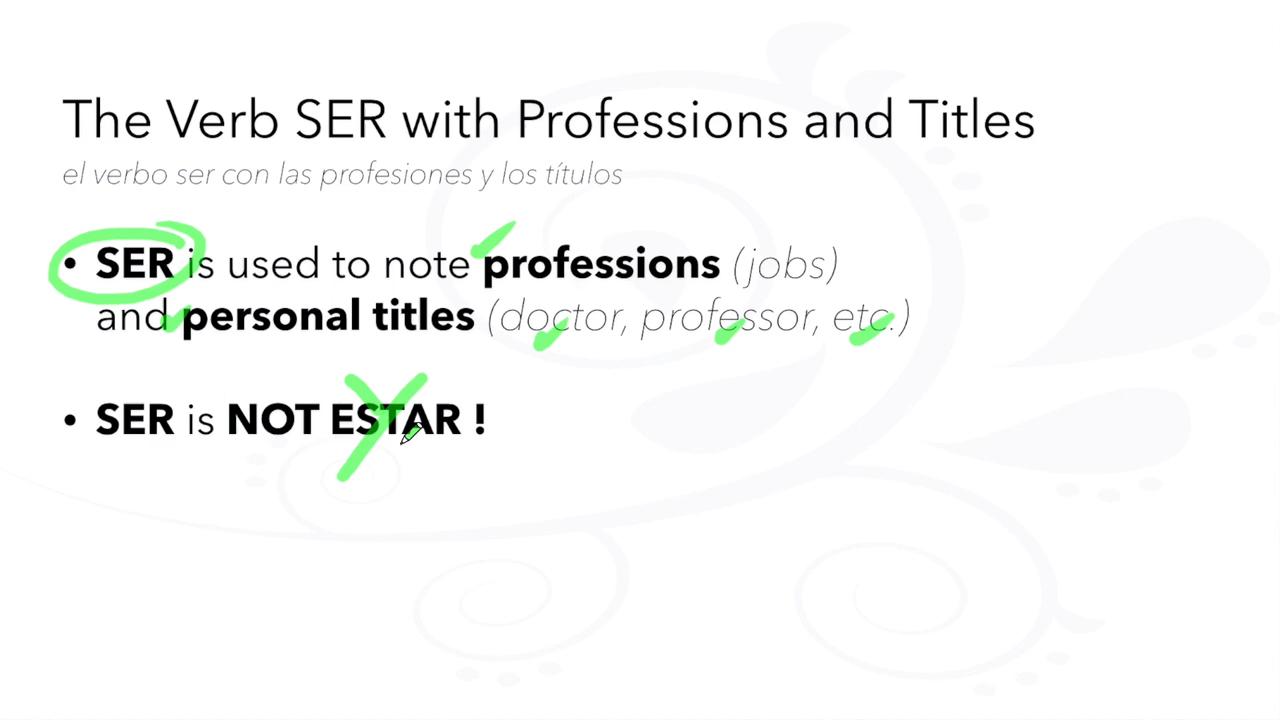 The Verb SER with Professions and Titles
el verbo ser con las profesiones y los títulos
• SER is used to note professions (jobs)
and personal titles (doctor, professor, etc.)
• SER is NOT ESTAR !